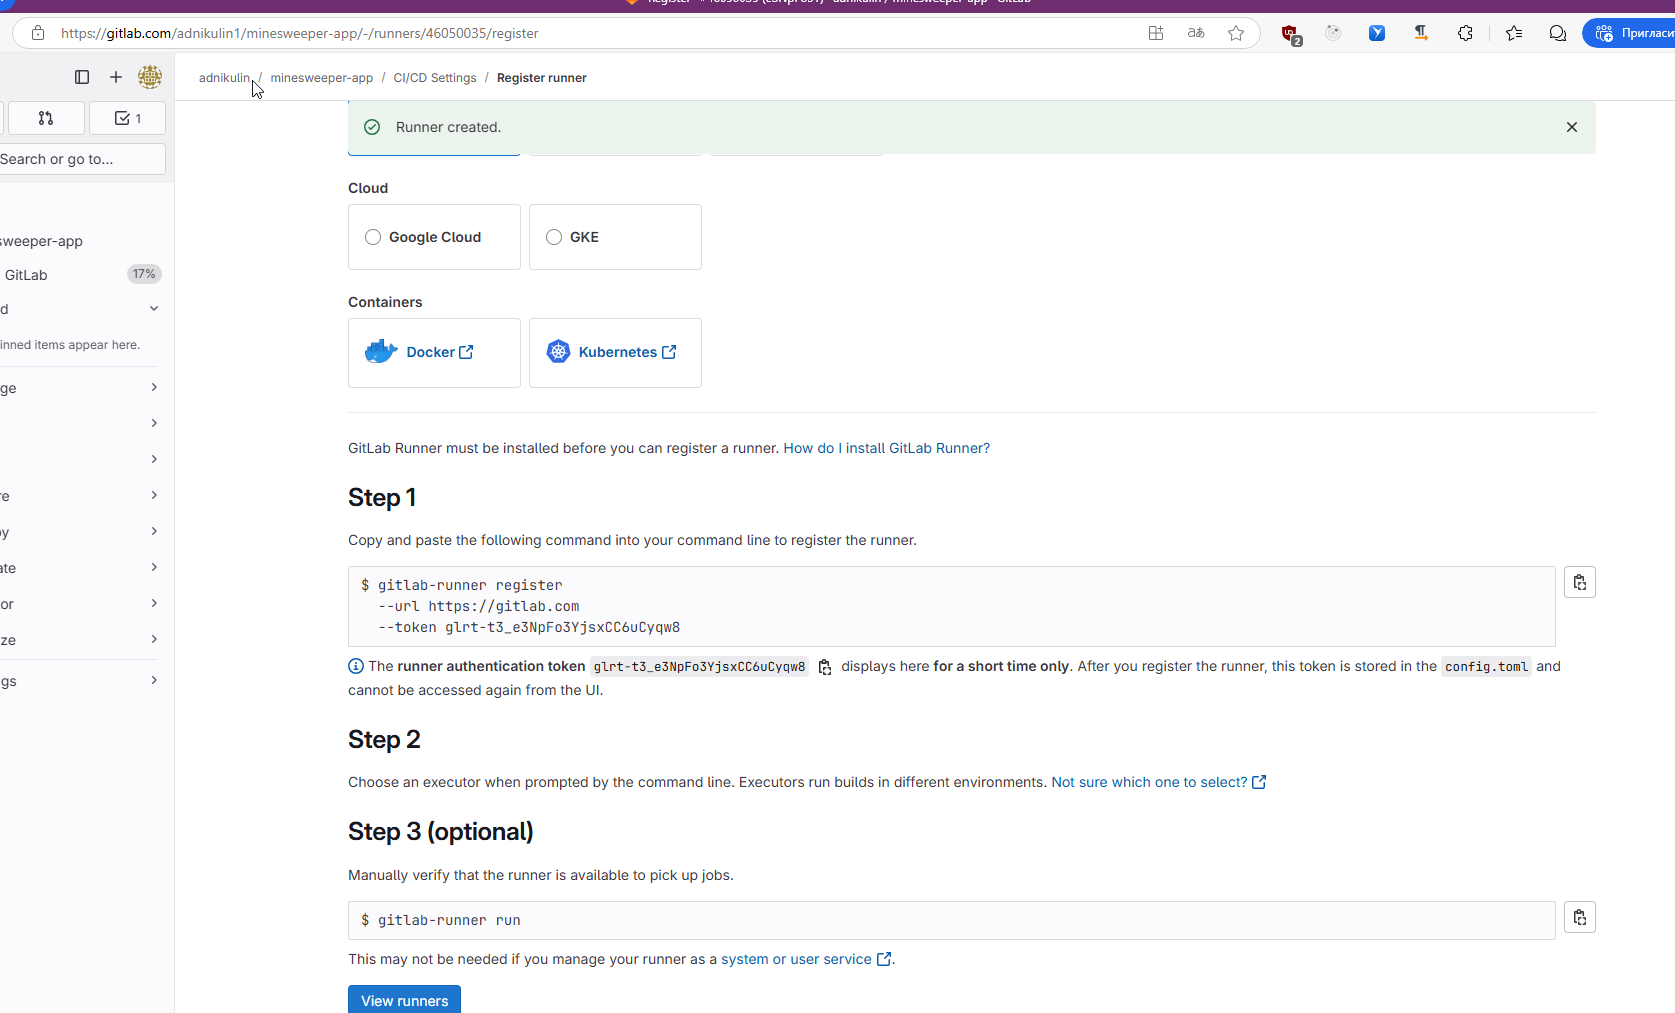 https://gitlab.com/adnikulin1/minesweeper-app/-/runners/46050035/register
2
Пригласи
adnikulin / minesweeper-app / CI/CD Settings / Register runner
1
Search or go to...
Runner created.
Cloud
Google Cloud
GKE
sweeper-app
GitLab
17%
d
Containers
inned items appear here.
Docker
Kubernetes
ge
GitLab Runner must be installed before you can register a runner. How do I install GitLab Runner?
re
Step 1
y
Copy and paste the following command into your command line to register the runner.
ate
$ gitlab-runner register
--url https://gitlab.com
--token glrt-t3_e3NpFo3YjsxCC6uCyqw8
or
ze
The runner authentication token glrt-t3_e3NpFo3YjsxCC6uCyqw8 displays here for a short time only. After you register the runner, this token is stored in the config.toml and
cannot be accessed again from the UI.
gs
Step 2
Choose an executor when prompted by the command line. Executors run builds in different environments. Not sure which one to select?
Step 3 (optional)
Manually verify that the runner is available to pick up jobs.
$ gitlab-runner run
This may not be needed if you manage your runner as a system or user service.
View runners